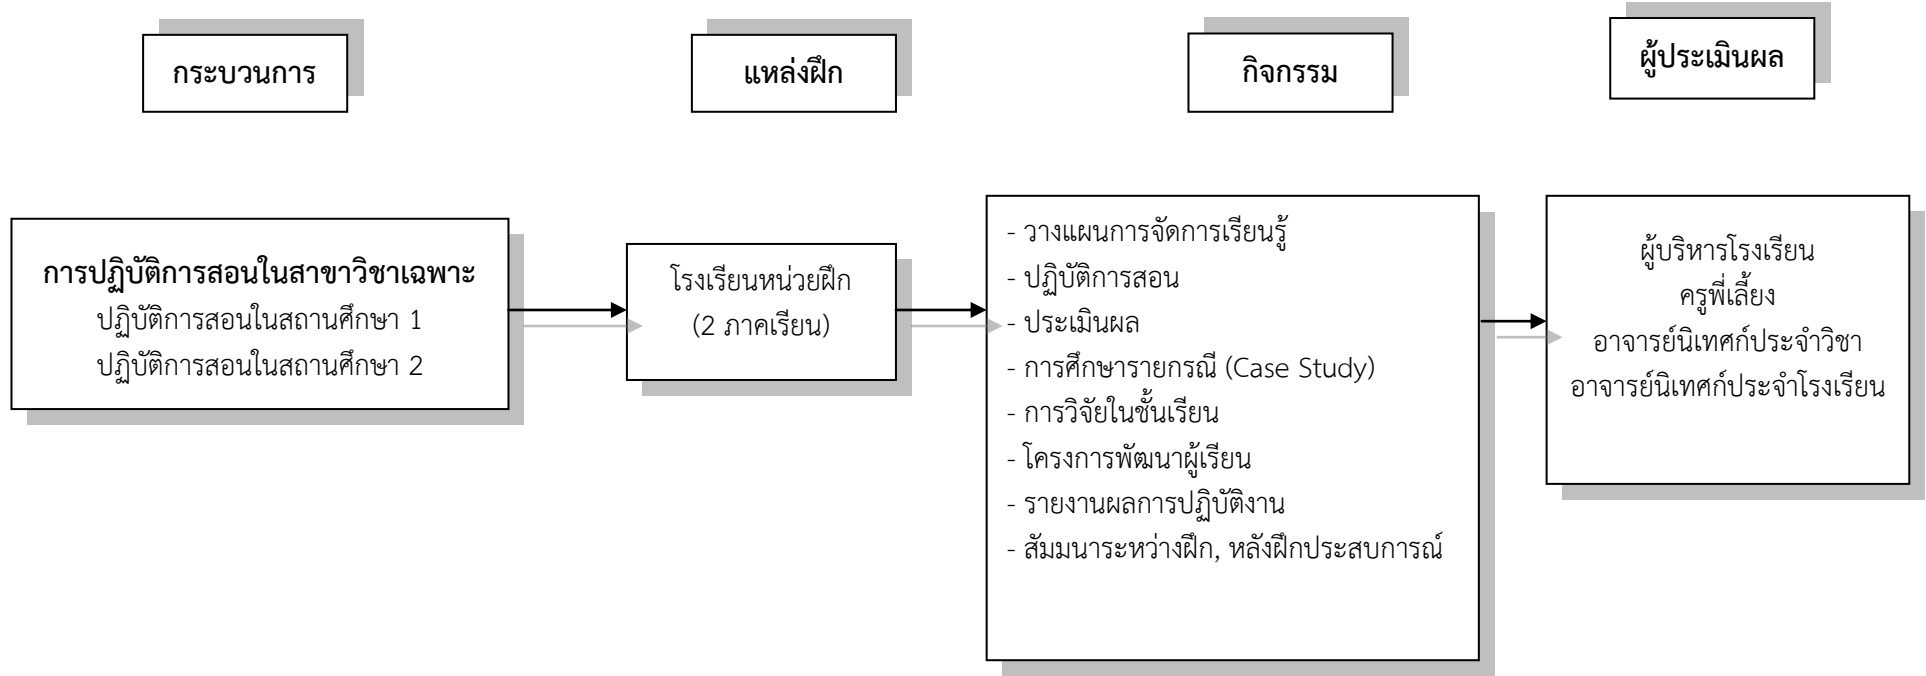 กระบวนการ
แหล่งฝึก
กิจกรรม
ผู้ประเมินผล
การปฏิบัติการสอนในสาขาวิชาเฉพาะ
ปฏิบัติการสอนในสถานศึกษา 1
ปฏิบัติการสอนในสถานศึกษา 2
โรงเรียนหน่วยฝึก
(2 ภาคเรียน)
- วางแผนการจัดการเรียนรู้
- ปฏิบัติการสอน
- ประเมินผล
- การศึกษารายกรณี (Case Study)
- การวิจัยในชั้นเรียน
- โครงการพัฒนาผู้เรียน
- รายงานผลการปฏิบัติงาน
- สัมมนาระหว่างฝึก, หลังฝึกประสบการณ์
ผู้บริหารโรงเรียน
ครูพี่เลี้ยง
อาจารย์นิเทศก์ประจำวิชา
อาจารย์นิเทศก์ประจำโรงเรียน